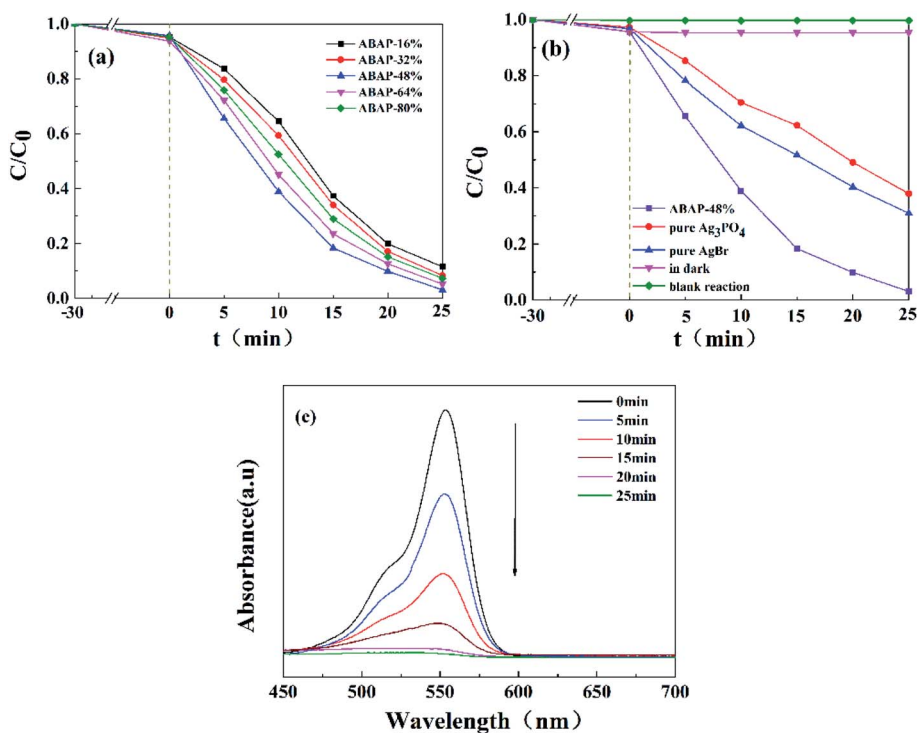 (a)
ABAP-16%
ABAP-32%
ABAP-48%
ABAP-64%
ABAP-80%
C/C0
1.0
0.8
0.6
0.4
0.2
0.0
-30 0 5 10 15 20 25
t（min）
(b)
ABAP-48%
pure Ag3PO4
pure AgBr
in dark
blank reaction
C/C0
1.0
0.8
0.6
0.4
0.2
0.0
-30 0 5 10 15 20 25
t（min）
(c)
0min
5min
10min
15min
20min
25min
Absorbance(a.u)
450 500 550 600 650 700
Wavelength（nm）